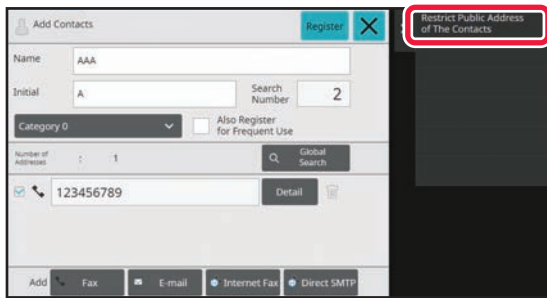 Add Contacts
Register
Restrict Public Address
of The Contacts
Name
AAA
Initial
A
Search
Number
2
Category 0
Also Register
for Frequent Use
Number of
Addresses
:
1
Global
Search
123456789
Detail
Add
Fax
E-mail
Internet Fax
Direct SMTP